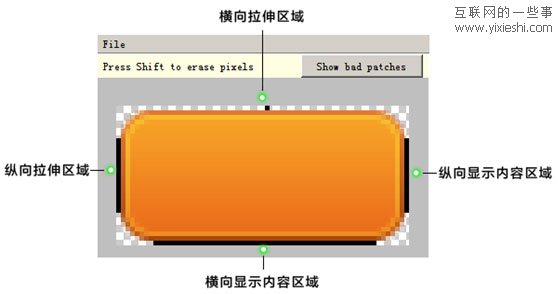 互联网的一些事
www.yixieshi.com
横向拉伸区域
File
Press Shift to erase pixels
Show bad patches
纵向拉伸区域
纵向显示内容区域
横向显示内容区域